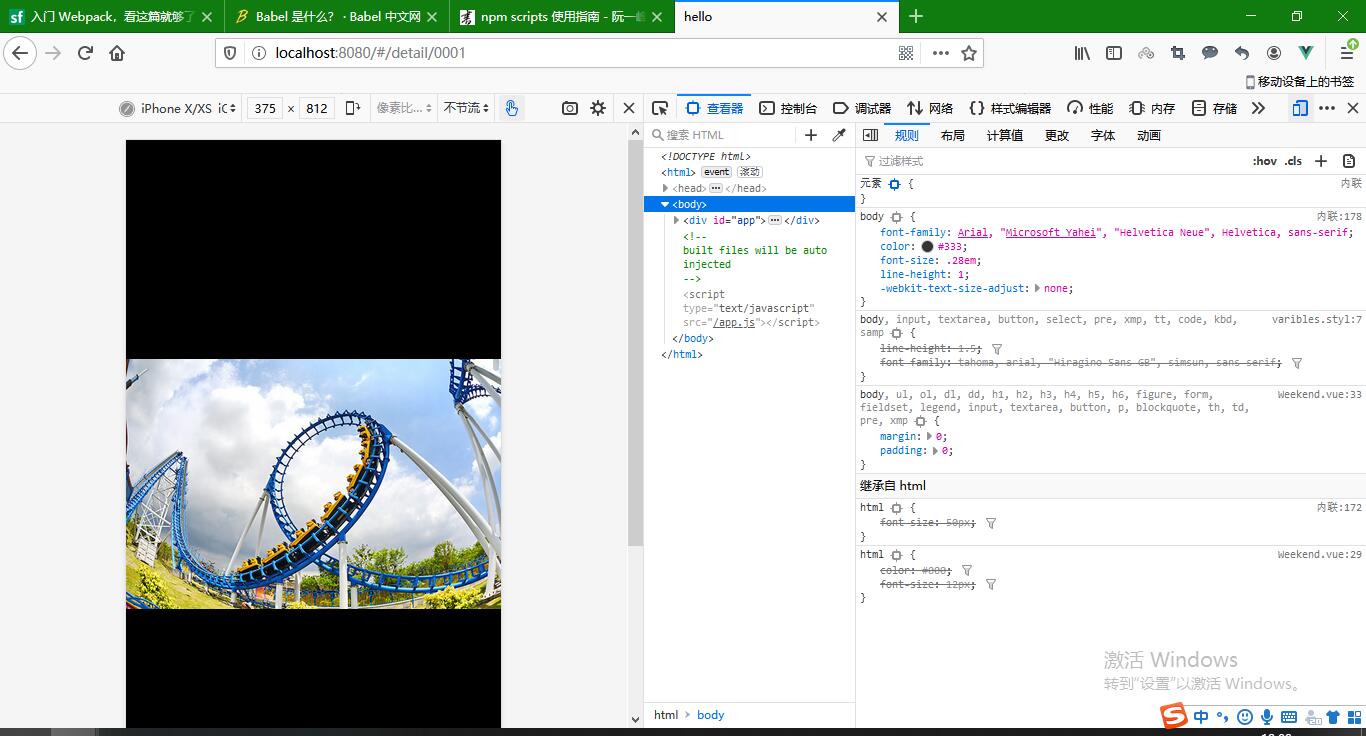 入门 Webpack，看这篇就够了
Babel 是什么？ · Babel 中文网
npm scripts 使用指南 - 阮一峰
hello
localhost:8080/#/detail/0001
移动设备上的书签
iPhone X/XS iC
375 × 812
像素比...
不节流
查看器
控制台
调试器
网络
样式编辑器
性能
内存
存储
搜索 HTML
<!DOCTYPE html>
<html> event 滚动
<head> </head>
<body>
<div id="app"> </div>
<!--
built files will be auto
injected
-->
<script
type="text/javascript"
src="/app.js"></script>
</body>
</html>
html
body
规则
布局
计算值
更改
字体
动画
过滤样式
:hov .cls
元素 {
内联
}
body {
内联:178
font-family: Arial, "Microsoft Yahei", "Helvetica Neue", Helvetica, sans-serif;
color: #333;
font-size: .28em;
line-height: 1;
-webkit-text-size-adjust: none;
}
body, input, textarea, button, select, pre, xmp, tt, code, kbd,
varibles.styl:7
samp {
line-height: 1.5;
font-family: tahoma, arial, "Hiragino Sans GB", simsun, sans-serif;
}
body, ul, ol, dl, dd, h1, h2, h3, h4, h5, h6, figure, form,
Weekend.vue:33
fieldset, legend, input, textarea, button, p, blockquote, th, td,
pre, xmp {
margin: 0;
padding: 0;
}
继承自 html
html {
内联:172
font-size: 50px;
}
html {
Weekend.vue:29
color: #000;
font-size: 12px;
}
激活 Windows
转到"设置"以激活 Windows。
中